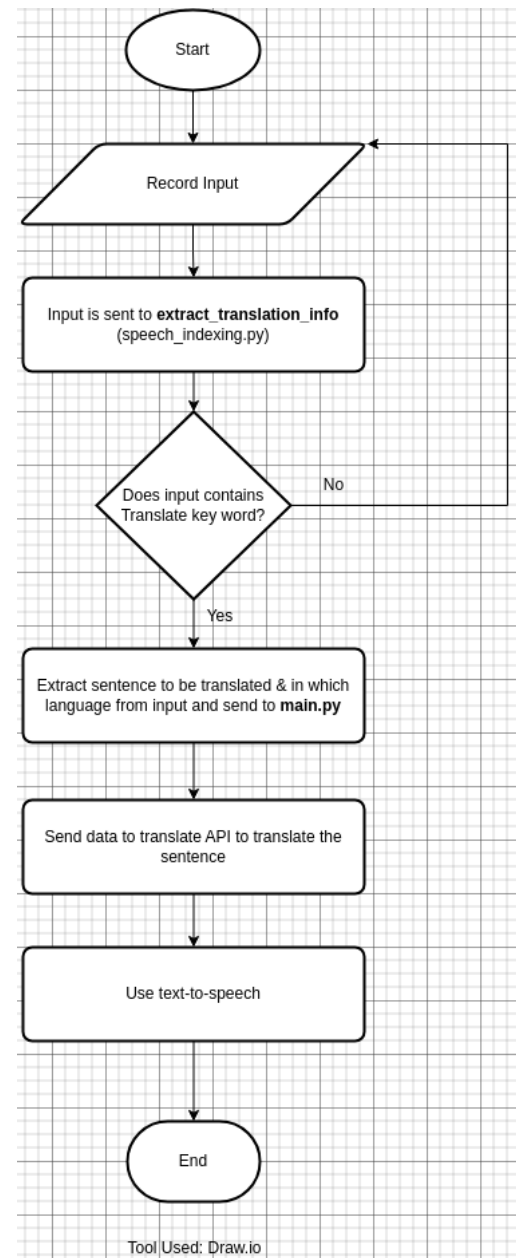 Start
Record Input
Input is sent to extract_translation_info
(speech_indexing.py)
Does input contains
Translate key word?
No
Yes
Extract sentence to be translated & in which
language from input and send to main.py
Send data to translate API to translate the
sentence
Use text-to-speech
End
Tool Used: Draw.io